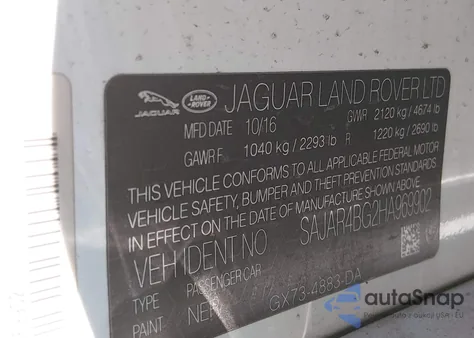 JAGUAR
LAND ROVER
JAGUAR LAND ROVER LTD
MFD DATE 10/16 GWR 2120 kg / 4674 lb
GAWR F 1040 kg / 2293 lb R 1220 kg / 2690 lb
THIS VEHICLE CONFORMS TO ALL APPLICABLE FEDERAL MOTOR
VEHICLE SAFETY, BUMPER AND THEFT PREVENTION STANDARDS
IN EFFECT ON THE DATE OF MANUFACTURE SHOWN ABOVE
VEH IDENT NO SAJAR4BG2HA969902
TYPE PASSENGER CAR
PAINT GX73-4883-DA
autoSnap